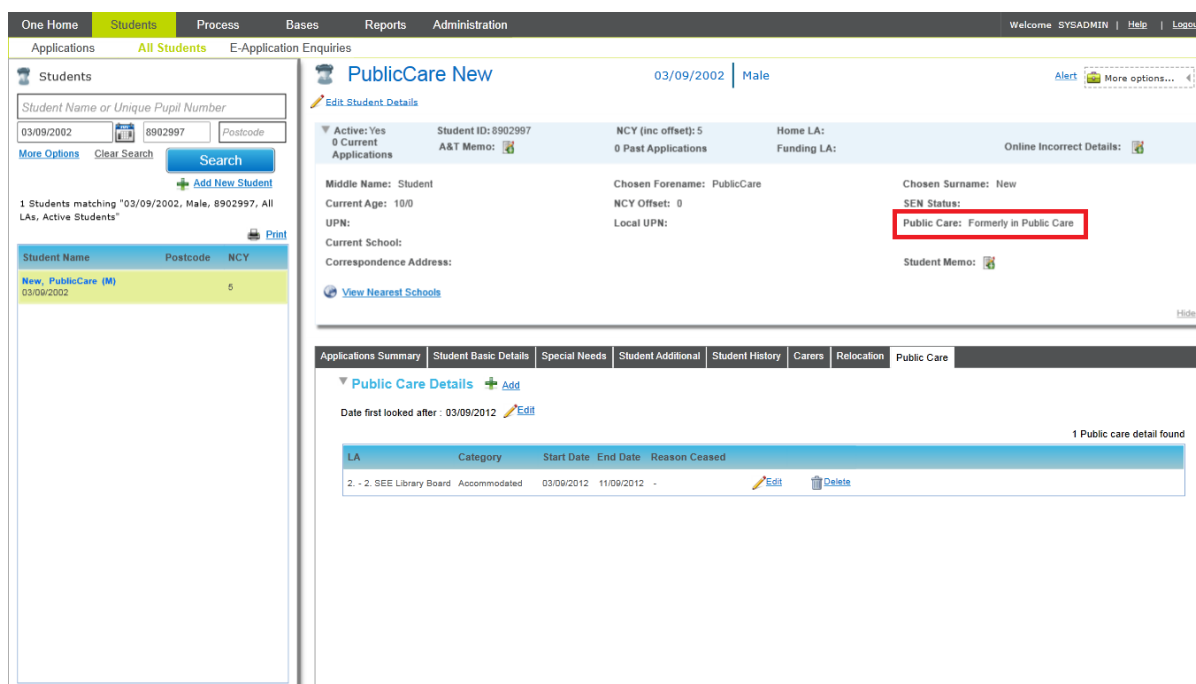 One Home Students Process Bases Reports Administration Welcome SYSADMIN | Help | Logou
Applications All Students E-Application Enquiries
Students
Student Name or Unique Pupil Number
03/09/2002 8902997 Postcode
More Options Clear Search Search
Add New Student
1 Students matching "03/09/2002, Male, 8902997, All
LAs, Active Students"
Print
Student Name Postcode NCY
New, PublicCare (M) 5
03/09/2002
PublicCare New 03/09/2002 Male Alert More options...
Edit Student Details
Active: Yes Student ID: 8902997 NCY (inc offset): 5 Home LA:
0 Current
Applications A&T Memo: 0 Past Applications Funding LA: Online Incorrect Details:
Middle Name: Student Chosen Forename: PublicCare Chosen Surname: New
Current Age: 10/0 NCY Offset: 0 SEN Status:
UPN: Local UPN: Public Care: Formerly in Public Care
Current School:
Correspondence Address: Student Memo:
View Nearest Schools
Hide
Applications Summary Student Basic Details Special Needs Student Additional Student History Carers Relocation Public Care
Public Care Details Add
Date first looked after : 03/09/2012 Edit
1 Public care detail found
LA Category Start Date End Date Reason Ceased
2. - 2. SEE Library Board Accommodated 03/09/2012 11/09/2012 - Edit Delete